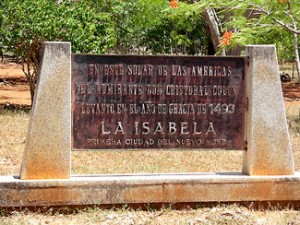 EN ESTE SOLAR DE LAS AMERICAS
EL ALMIRANTE DON CRISTOBAL COLON
LEVANTO EN EL AÑO DE GRACIA DE 1493
LA ISABELA
PRIMERA CIUDAD DEL NUEVO MUNDO